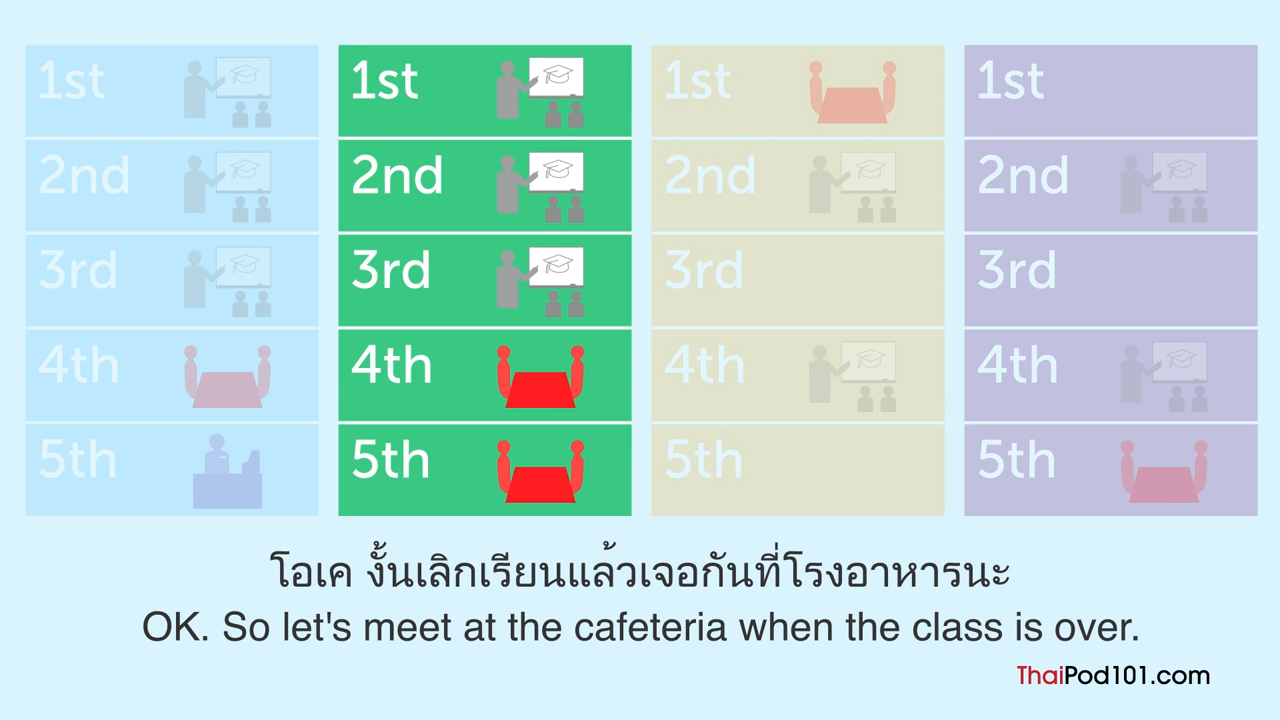 1st 1st 1st 1st
2nd 2nd 2nd 2nd
3rd 3rd 3rd 3rd
4th 4th 4th 4th
5th 5th 5th 5th
โอเค งั้นเลิกเรียนแล้วเจอกันที่โรงอาหารนะ
OK. So let's meet at the cafeteria when the class is over.
ThaiPod101.com